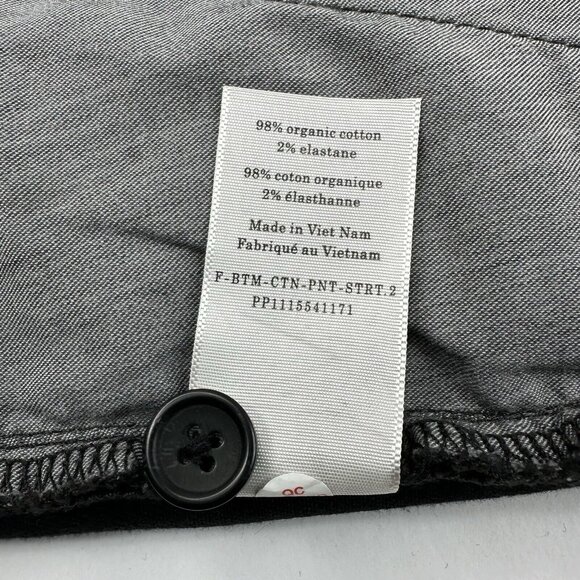 98% organic cotton
2% elastane
98% coton organique
2% élasthanne
Made in Viet Nam
Fabriqué au Vietnam
F-BTM-CTN-PNT-STRT.2
PP1115541171